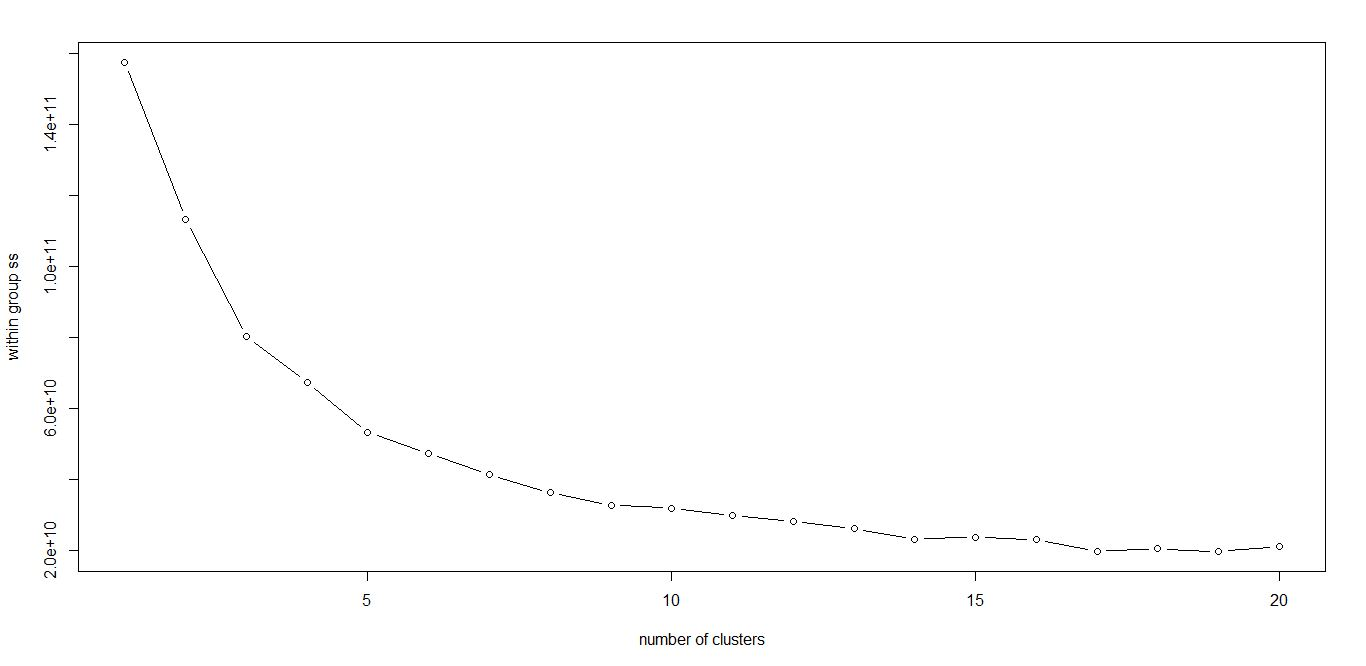 within group ss
1.4e+11
1.0e+11
6.0e+10
2.0e+10
5 10 15 20
number of clusters